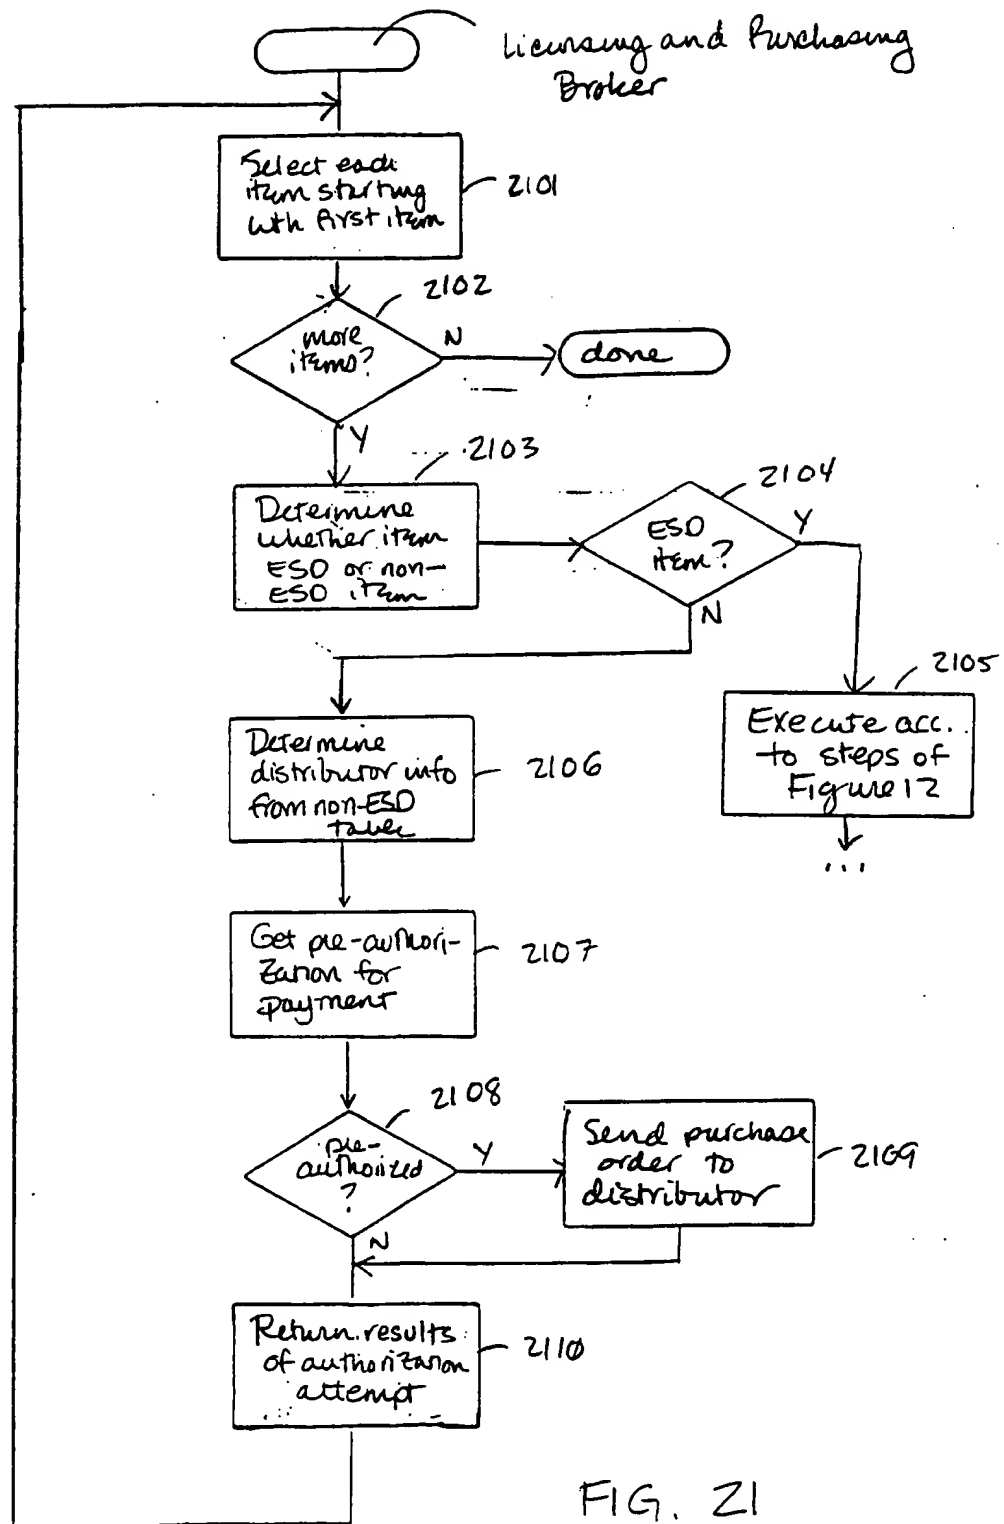 Licensing and Purchasing
Broker
Select each
item starting
with first item
2101
2102
more
items?
N
done
Y
2103
Determine
whether item
ESD or non-
ESD item
2104
ESD
item?
Y
N
2105
Execute acc.
to steps of
Figure 12
...
Determine
distributor info
from non-ESD
table
2106
Get pre-authori-
zation for
payment
2107
2108
pre-
authorized
?
Y
N
Send purchase
order to
distributor
2109
Return results
of authorization
attempt
2110
FIG. 21